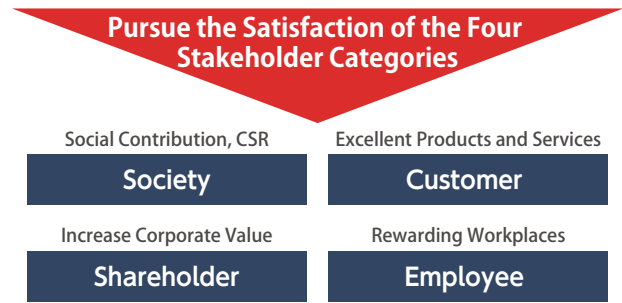 Pursue the Satisfaction of the Four
Stakeholder Categories
Social Contribution, CSR
Society
Excellent Products and Services
Customer
Increase Corporate Value
Shareholder
Rewarding Workplaces
Employee